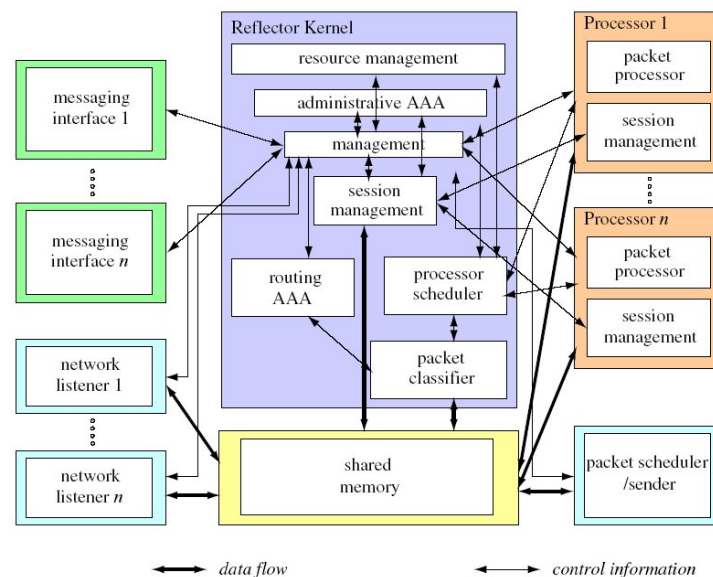 Reflector Kernel
resource management
administrative AAA
management
session
management
routing
AAA
processor
scheduler
packet
classifier
messaging
interface 1
messaging
interface n
network
listener 1
network
listener n
shared
memory
Processor 1
packet
processor
session
management
Processor n
packet
processor
session
management
packet scheduler
/sender
data flow
control information